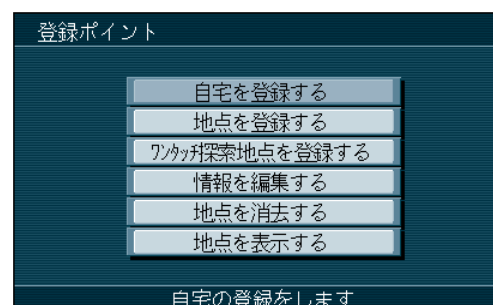 登録ポイント
自宅を登録する
地点を登録する
ﾜﾝﾀｯﾁ探索地点を登録する
情報を編集する
地点を消去する
地点を表示する
自宅の登録をします